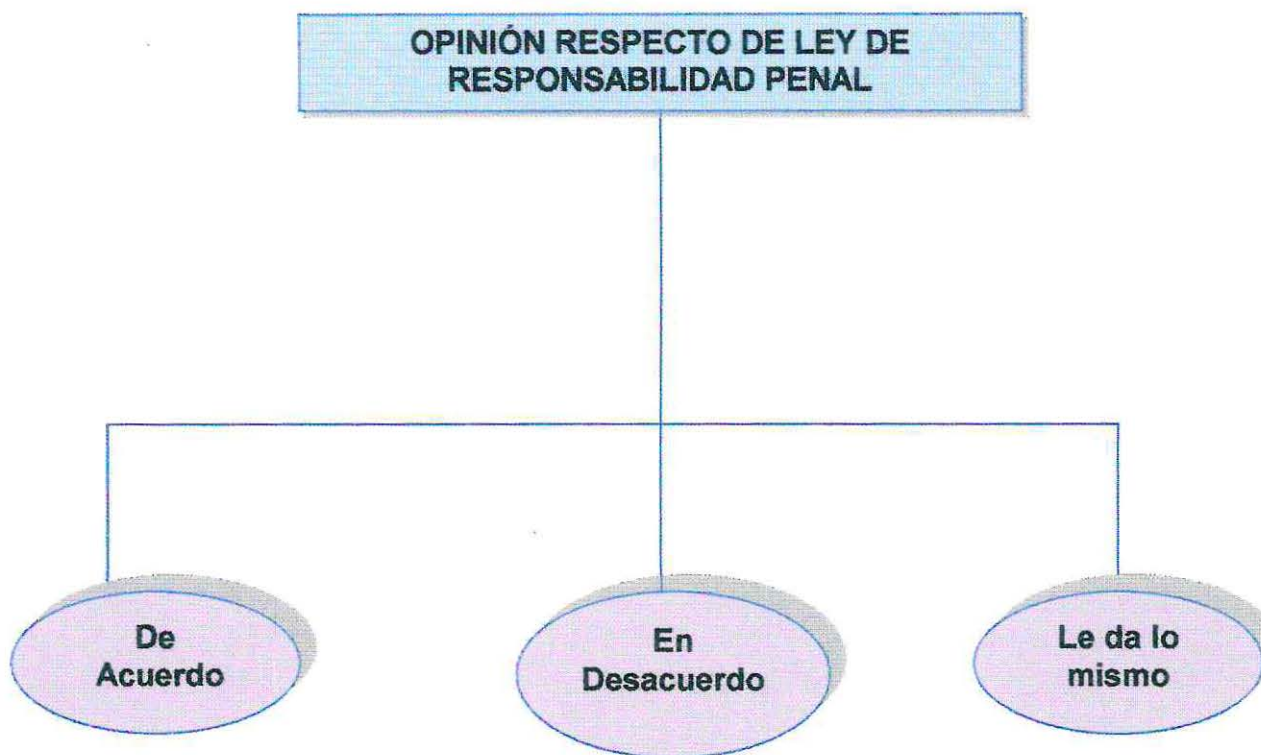 OPINIÓN RESPECTO DE LEY DE
RESPONSABILIDAD PENAL
De
Acuerdo
En
Desacuerdo
Le da lo
mismo